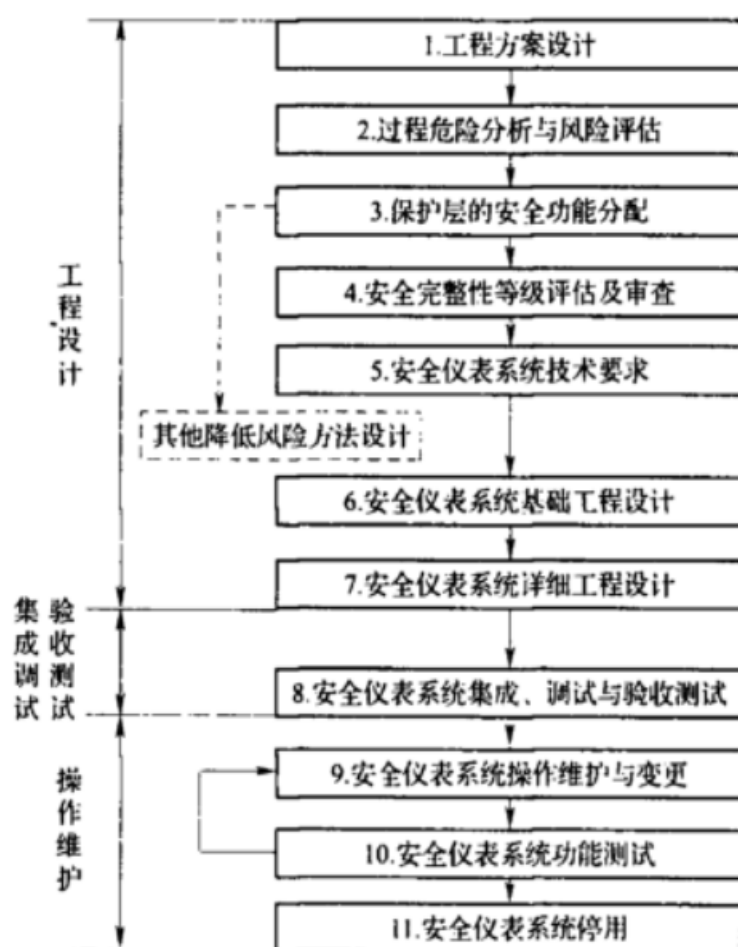 1.工程方案设计
2.过程危险分析与风险评估
3.保护层的安全功能分配
4.安全完整性等级评估及审查
5.安全仪表系统技术要求
其他降低风险方法设计
6.安全仪表系统基础工程设计
7.安全仪表系统详细工程设计
8.安全仪表系统集成、调试与验收测试
9.安全仪表系统操作维护与变更
10.安全仪表系统功能测试
11.安全仪表系统停用
工程设计
集成调试
验收测试
操作维护